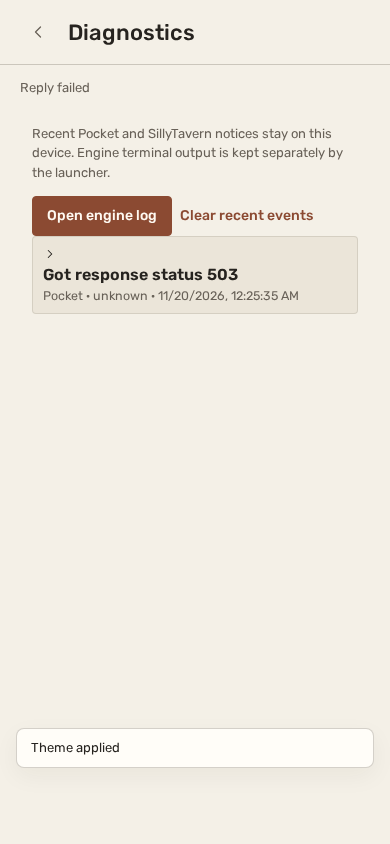 Diagnostics
Reply failed
Recent Pocket and SillyTavern notices stay on this
device. Engine terminal output is kept separately by
the launcher.
Open engine log
Clear recent events
Got response status 503
Pocket • unknown • 11/20/2026, 12:25:35 AM
Theme applied